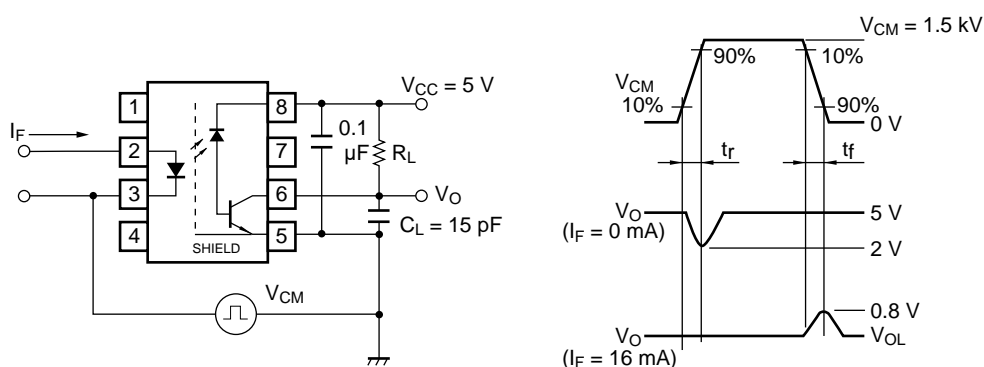 1
2
3
4
8
7
6
5
I_F
SHIELD
0.1
µF
R_L
V_CC = 5 V
V_O
C_L = 15 pF
V_CM
V_CM = 1.5 kV
90%
10%
V_CM
10%
90%
0 V
t_r
t_f
V_O
(I_F = 0 mA)
5 V
2 V
0.8 V
V_O
(I_F = 16 mA)
V_OL